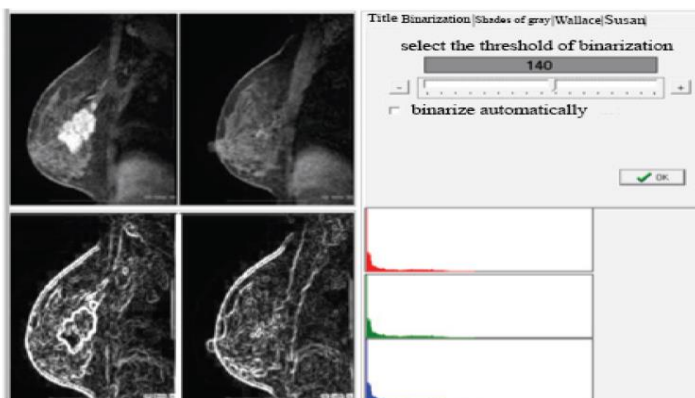 Title Binarization|Shades of gray|Wallace|Susan|
select the threshold of binarization
140
- +
binarize automatically
OK